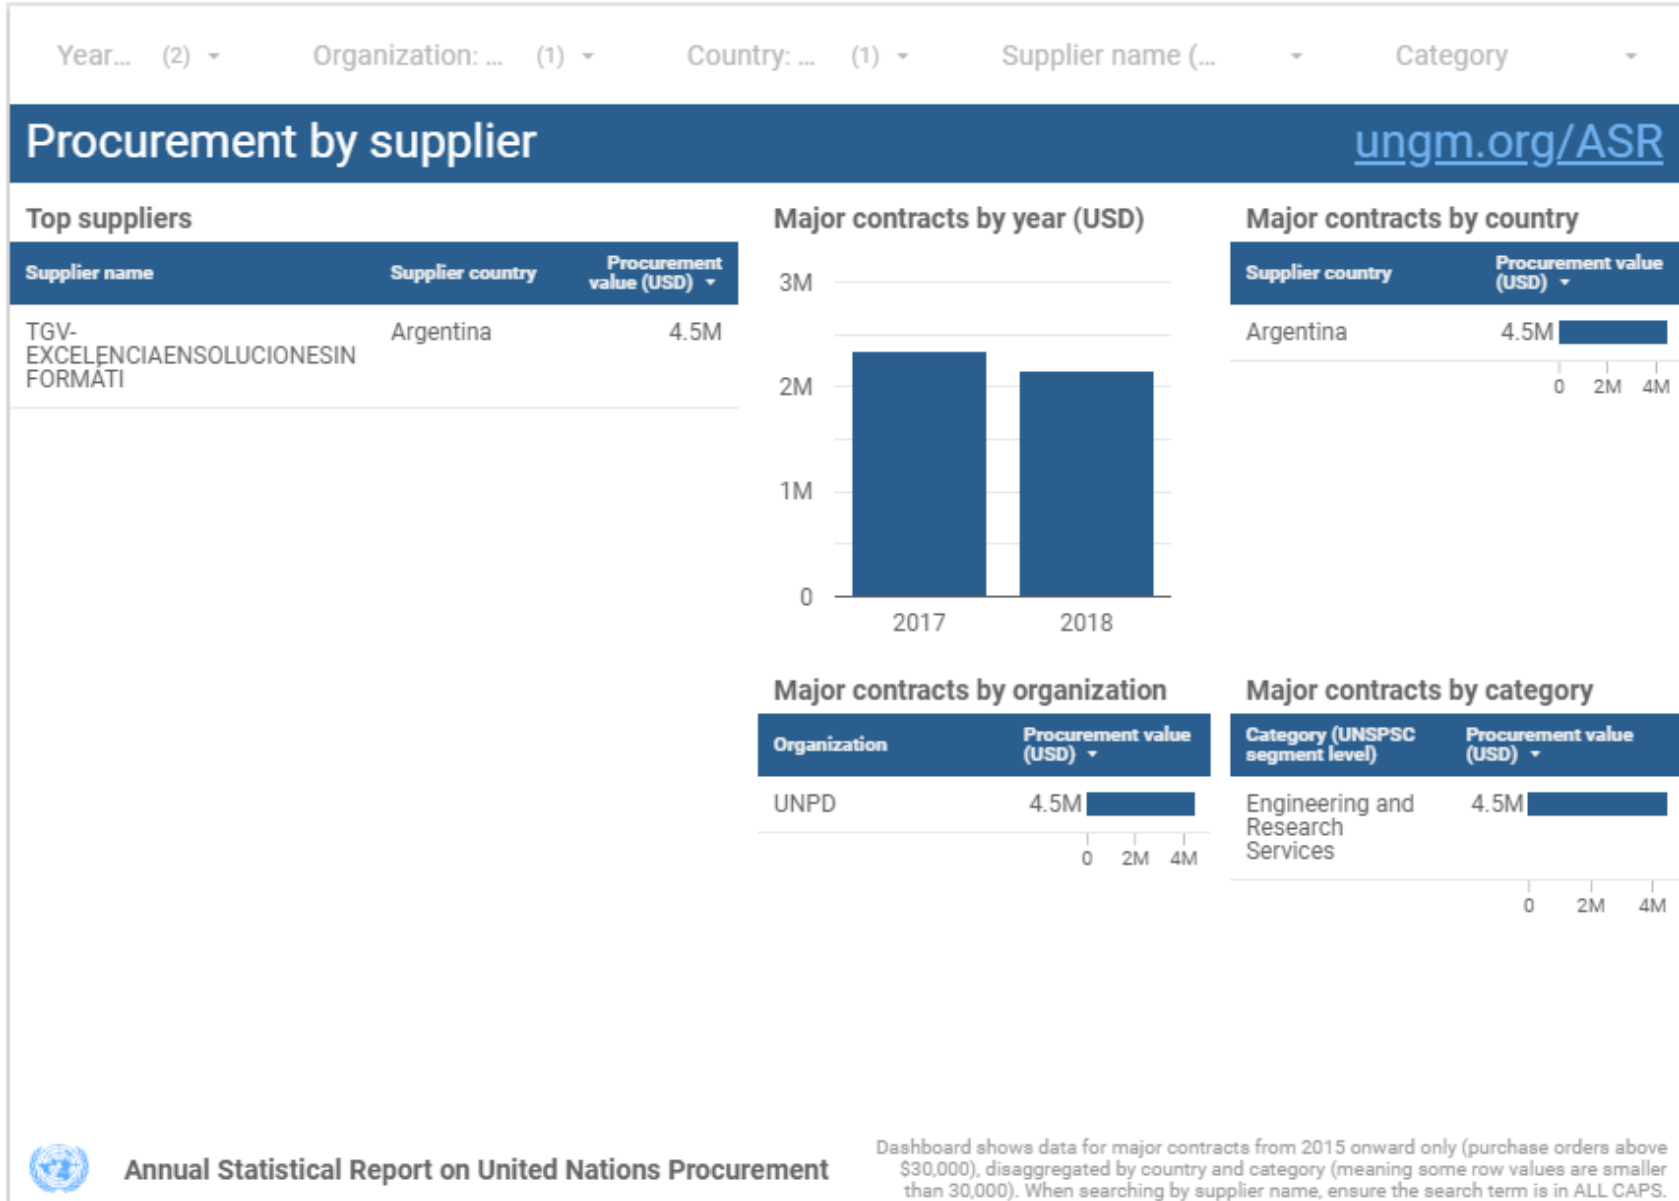 Year... (2)
Organization: ... (1)
Country: ... (1)
Supplier name (...
Category
Procurement by supplier
ungm.org/ASR
Top suppliers
Supplier name
Supplier country
Procurement
value (USD)
TGV-
EXCELENCIAENSOLUCIONESIN
FORMÁTI
Argentina
4.5M
Major contracts by year (USD)
3M
2M
1M
0
2017
2018
Major contracts by country
Supplier country
Procurement value
(USD)
Argentina
4.5M
0 2M 4M
Major contracts by organization
Organization
Procurement value
(USD)
UNPD
4.5M
0 2M 4M
Major contracts by category
Category (UNSPSC
segment level)
Procurement value
(USD)
Engineering and
Research
Services
4.5M
0 2M 4M
Annual Statistical Report on United Nations Procurement
Dashboard shows data for major contracts from 2015 onward only (purchase orders above
$30,000), disaggregated by country and category (meaning some row values are smaller
than 30,000). When searching by supplier name, ensure the search term is in ALL CAPS.